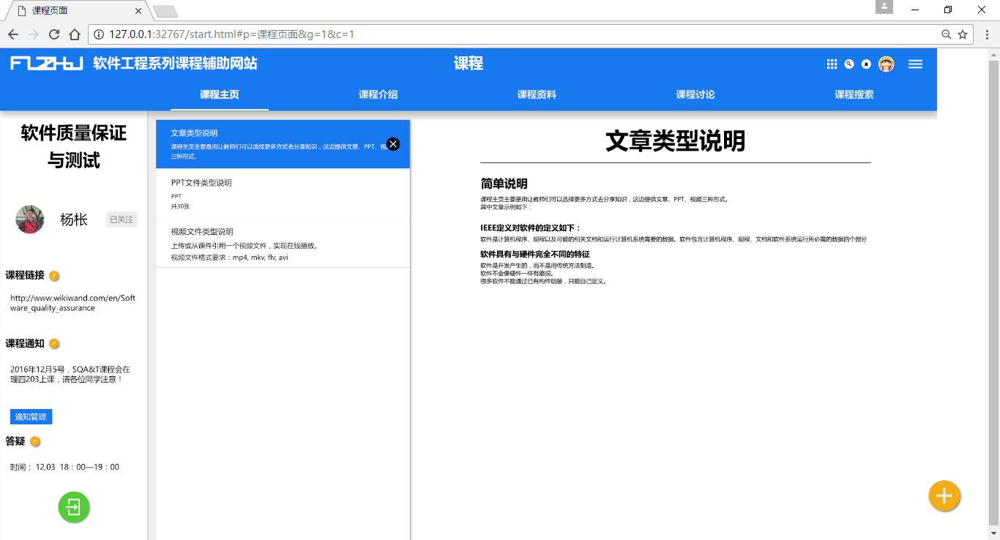 课程页面
127.0.0.1:32767/start.html#p=课程页面&g=1&c=1
软件工程系列课程辅助网站
课程
课程主页
课程介绍
课程资料
课程讨论
课程搜索
软件质量保证
与测试
杨枨
已关注
课程链接
http://www.wikiwand.com/en/Soft
ware_quality_assurance
课程通知
2016年12月5号，SQA&T课程会在
理四203上课，请各位同学注意！
通知管理
答疑
时间： 12.03 18：00—19：00
文章类型说明
课程主页主要是用让教师们可以选择更多方式去分享知识，这边提供文章、PPT、视
三种形式。
PPT文件类型说明
PPT
共30张
视频文件类型说明
上传或从课件引用一个视频文件，实现在线播放。
视频文件格式要求：mp4, mkv, flv, avi
文章类型说明
简单说明
课程主页主要是用让教师们可以选择更多方式去分享知识，这边提供文章、PPT、视频三种形式。
其中文章示例如下：
IEEE定义对软件的定义如下：
软件是计算机程序、规程以及可能的相关文档和运行计算机系统需要的数据。软件包含计算机程序、规程、文档和软件系统运行所必需的数据四个部分
软件具有与硬件完全不同的特征
软件是开发产生的，而不是用传统方法制造。
软件不会像硬件一样有磨损。
很多软件不能通过已有构件组装，只能自己定义。